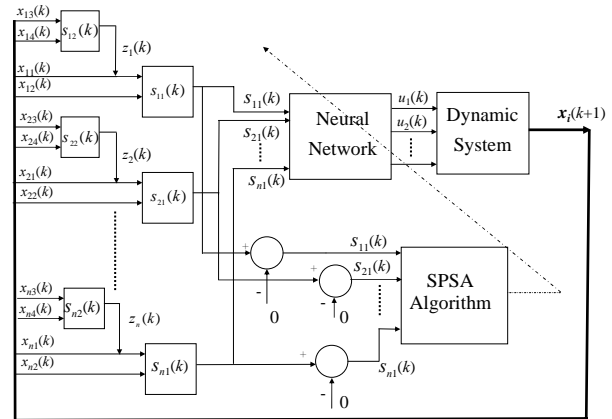 x13(k)
x14(k)
s12(k)
z1(k)
x11(k)
x12(k)
s11(k)
x23(k)
x24(k)
s22(k)
z2(k)
x21(k)
x22(k)
s21(k)
xn3(k)
xn4(k)
sn2(k)
zn(k)
xn1(k)
xn2(k)
sn1(k)
s11(k)
s21(k)
sn1(k)
Neural
Network
u1(k)
u2(k)
Dynamic
System
xi(k+1)
+
-
0
s11(k)
+
-
0
s21(k)
SPSA
Algorithm
+
-
0
sn1(k)